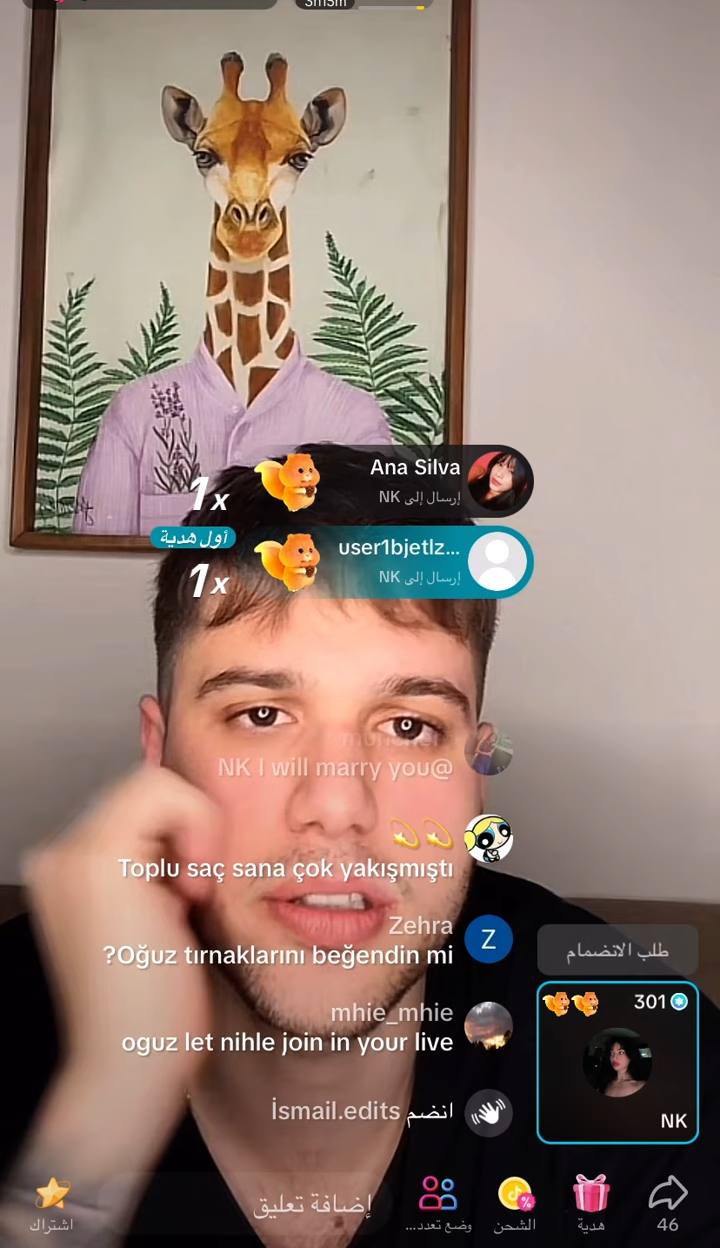 3m15m
Ana Silva
إرسال إلى NK
1x
أول هدية
user1bjetlz...
إرسال إلى NK
1x
NK I will marry you@
Toplu saç sana çok yakışmıştı
Zehra
Oğuz tırnaklarını beğendin mi?
Z
mhie_mhie
oguz let nihle join in your live
انضم İsmail.edits
طلب الانضمام
301
NK
إضافة تعليق
اشتراك
وضع تعدد...
الشحن
هدية
46